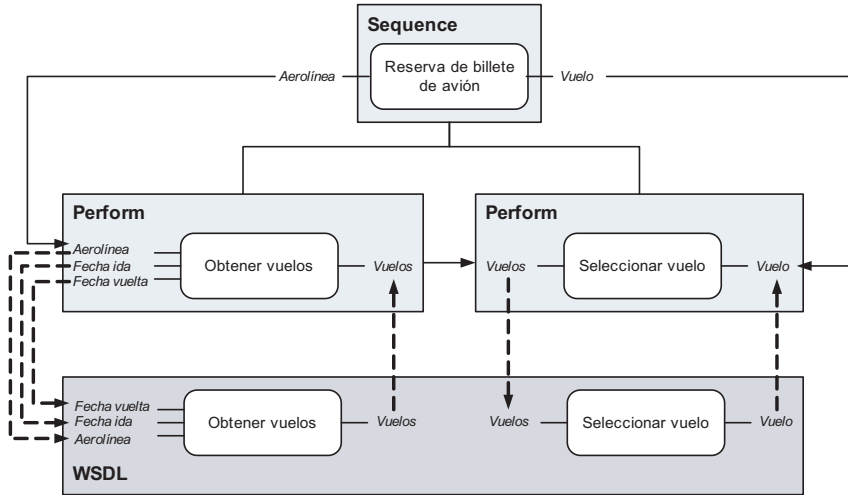 Sequence
Aerolínea
Reserva de billete
de avión
Vuelo
Perform
Aerolínea
Fecha ida
Fecha vuelta
Obtener vuelos
Vuelos
Perform
Vuelos
Seleccionar vuelo
Vuelo
Fecha vuelta
Fecha ida
Aerolínea
Obtener vuelos
Vuelos
Vuelos
Seleccionar vuelo
Vuelo
WSDL